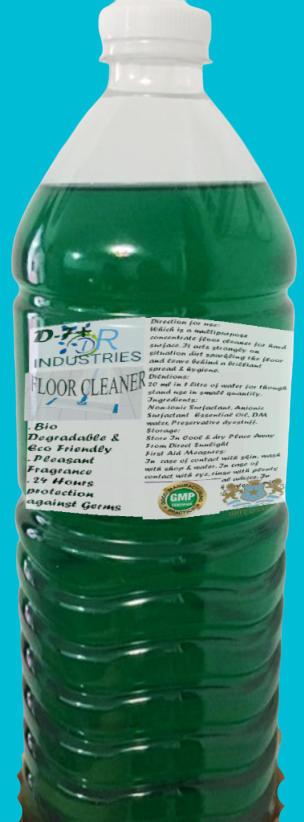 D-7+
SR
INDUSTRIES
FLOOR CLEANER
. Bio
Degradable &
Eco Friendly
. Pleasant
Fragrance
. 24 Hours
protection
against Germs
Direction for use:
Which is a multipurpose
concentrate floor cleaner for hard
surface. It acts strongly on
situation dirt sparkling the floor
and leave behind a brilliant
spread & hygiene.
Dilutions:
20 ml in 1 litre of water for though
stand use in small quantity.
Ingredients:
Non-ionic Surfactant, Anionic
Surfactant Essential Oil, DM
water, Preservative dyestuff.
Storage:
Store In Cool & dry Place Away
From Direct Sunlight
First Aid Measures:
In case of contact with skin, wash
with soap & water. In case of
contact with eye, rinse with plenty
al advice. In
GMP